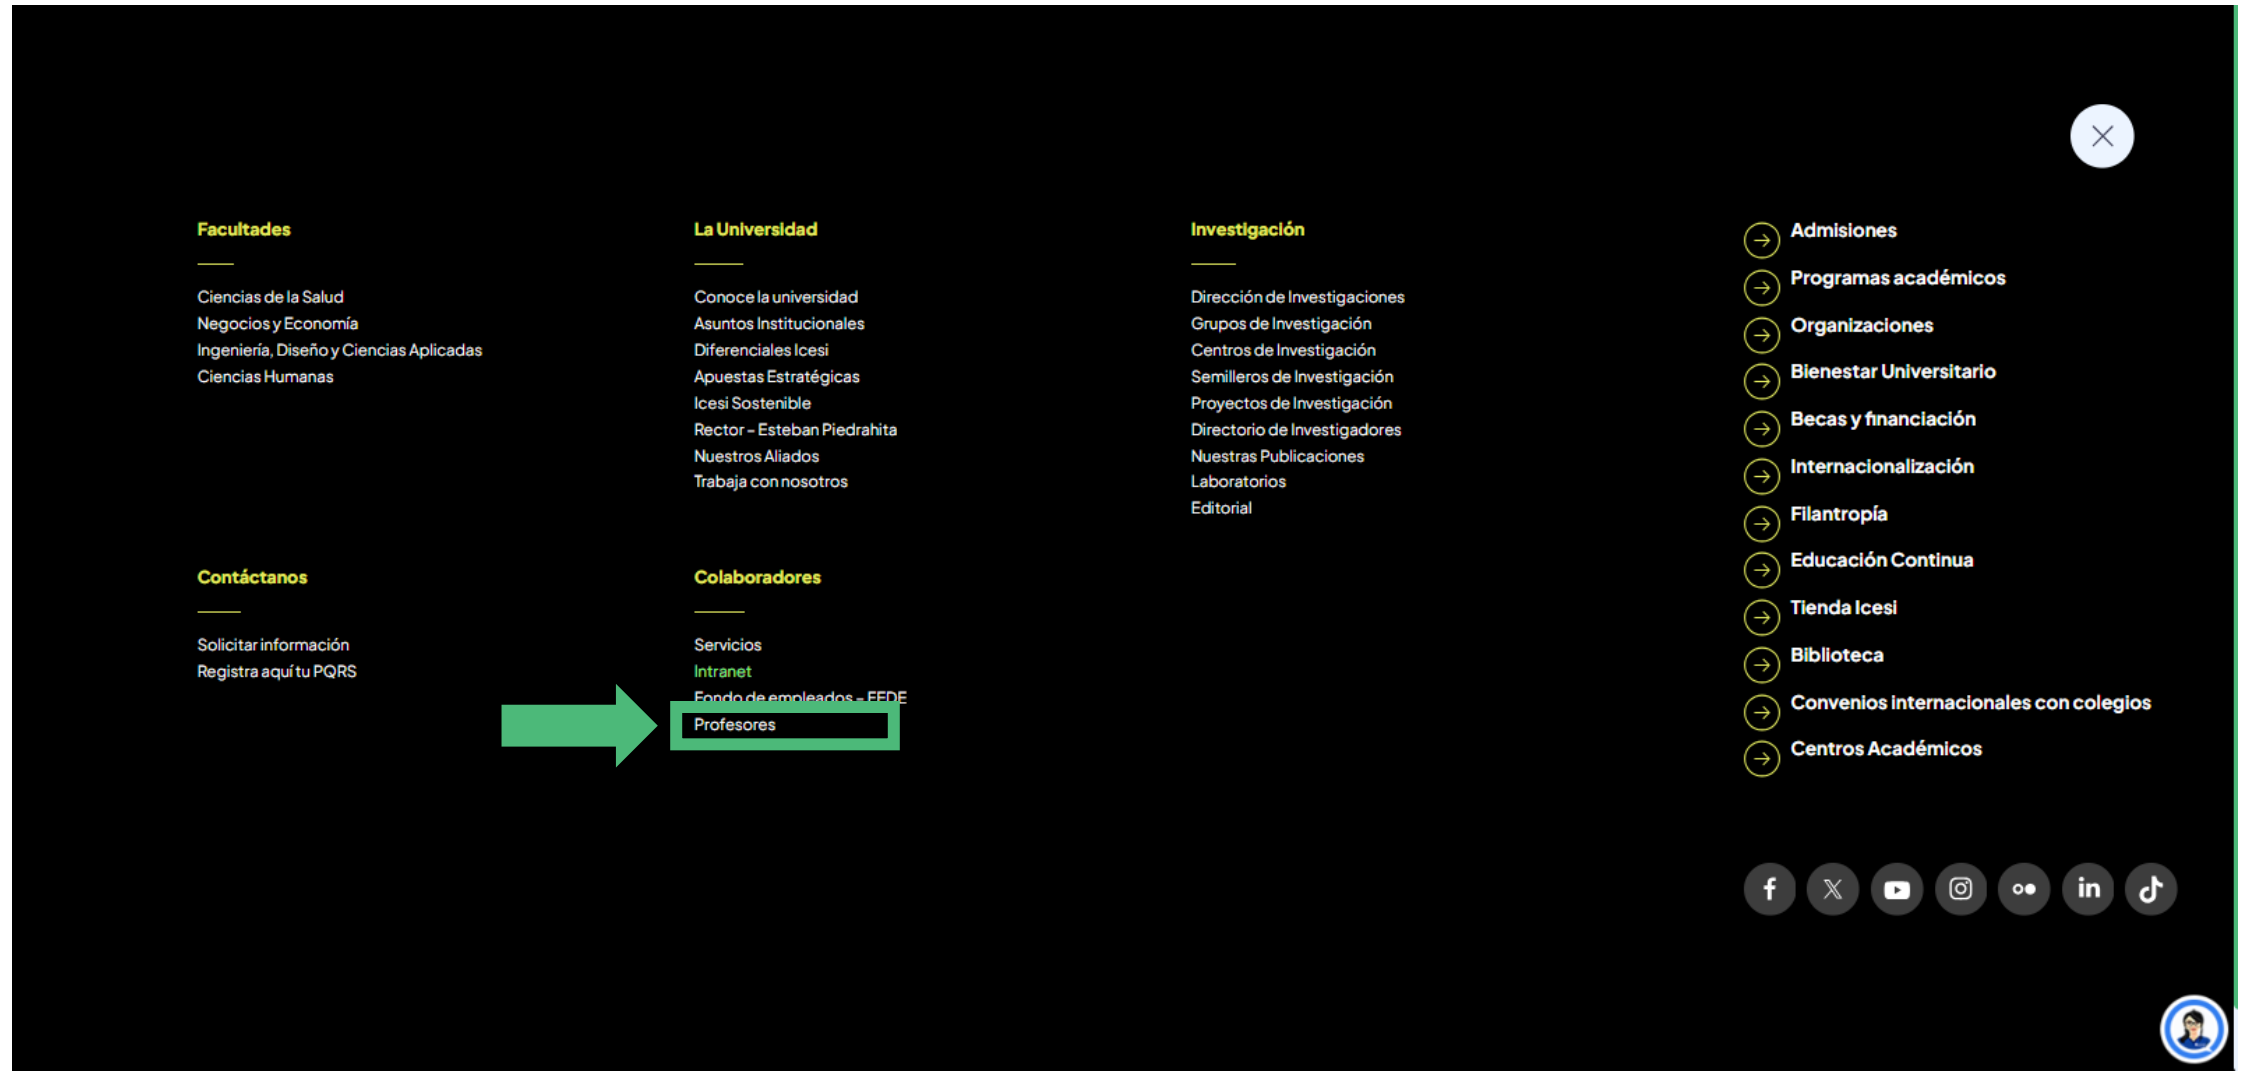 Facultades
Ciencias de la Salud
Negocios y Economía
Ingeniería, Diseño y Ciencias Aplicadas
Ciencias Humanas
La Universidad
Conoce la universidad
Asuntos Institucionales
Diferenciales Icesi
Apuestas Estratégicas
Icesi Sostenible
Rector – Esteban Piedrahita
Nuestros Aliados
Trabaja con nosotros
Investigación
Dirección de Investigaciones
Grupos de Investigación
Centros de Investigación
Semilleros de Investigación
Proyectos de Investigación
Directorio de Investigadores
Nuestras Publicaciones
Laboratorios
Editorial
Contáctanos
Solicitar información
Registra aquí tu PQRS
Colaboradores
Servicios
Intranet
Fondo de empleados – FEDE
Profesores
Admisiones
Programas académicos
Organizaciones
Bienestar Universitario
Becas y financiación
Internacionalización
Filantropía
Educación Continua
Tienda Icesi
Biblioteca
Convenios internacionales con colegios
Centros Académicos